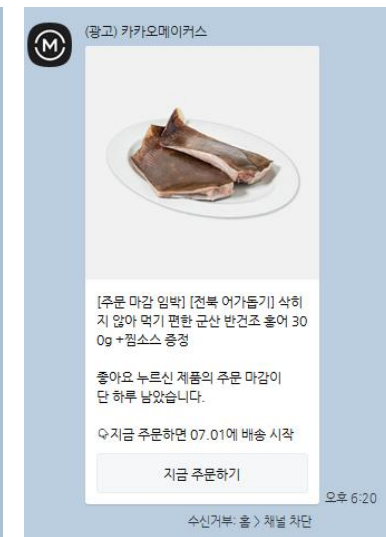 (광고) 카카오메이커스
[주문 마감 임박] [전북 어가돕기] 삭히
지 않아 먹기 편한 군산 반건조 홍어 30
0g +찜소스 증정
좋아요 누르신 제품의 주문 마감이
단 하루 남았습니다.
지금 주문하면 07.01에 배송 시작
지금 주문하기
오후 6:20
수신거부: 홈 > 채널 차단